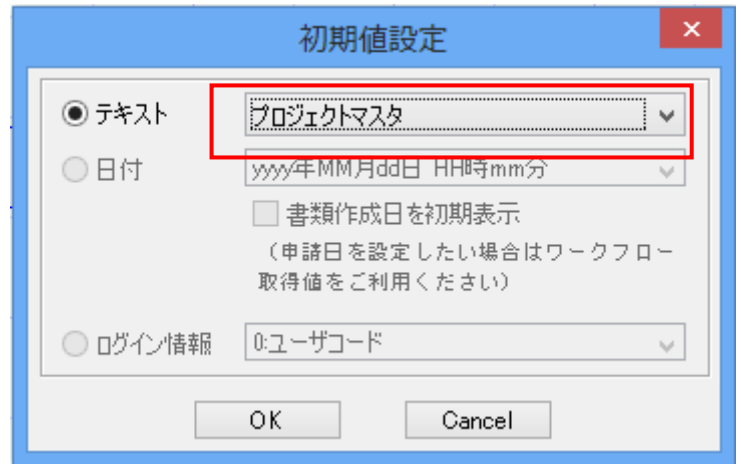 初期値設定
テキスト
プロジェクトマスタ
日付
yyyy年MM月dd日 HH時mm分
書類作成日を初期表示
（申請日を設定したい場合はワークフロー
取得値をご利用ください）
ログイン情報
0:ユーザコード
OK
Cancel